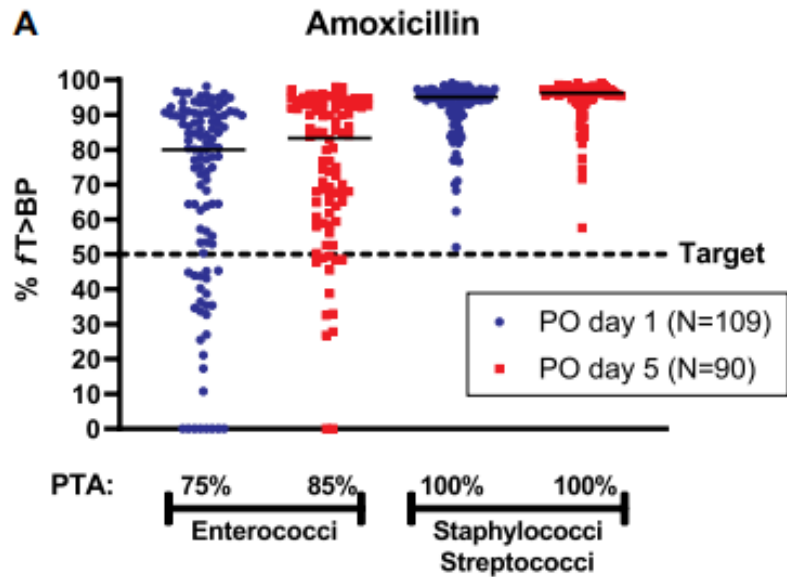 A
Amoxicillin
% fT>BP
100
90
80
70
60
50
40
30
20
10
0
Target
PO day 1 (N=109)
PO day 5 (N=90)
PTA: 75% 85% 100% 100%
Enterococci Staphylococci
Streptococci